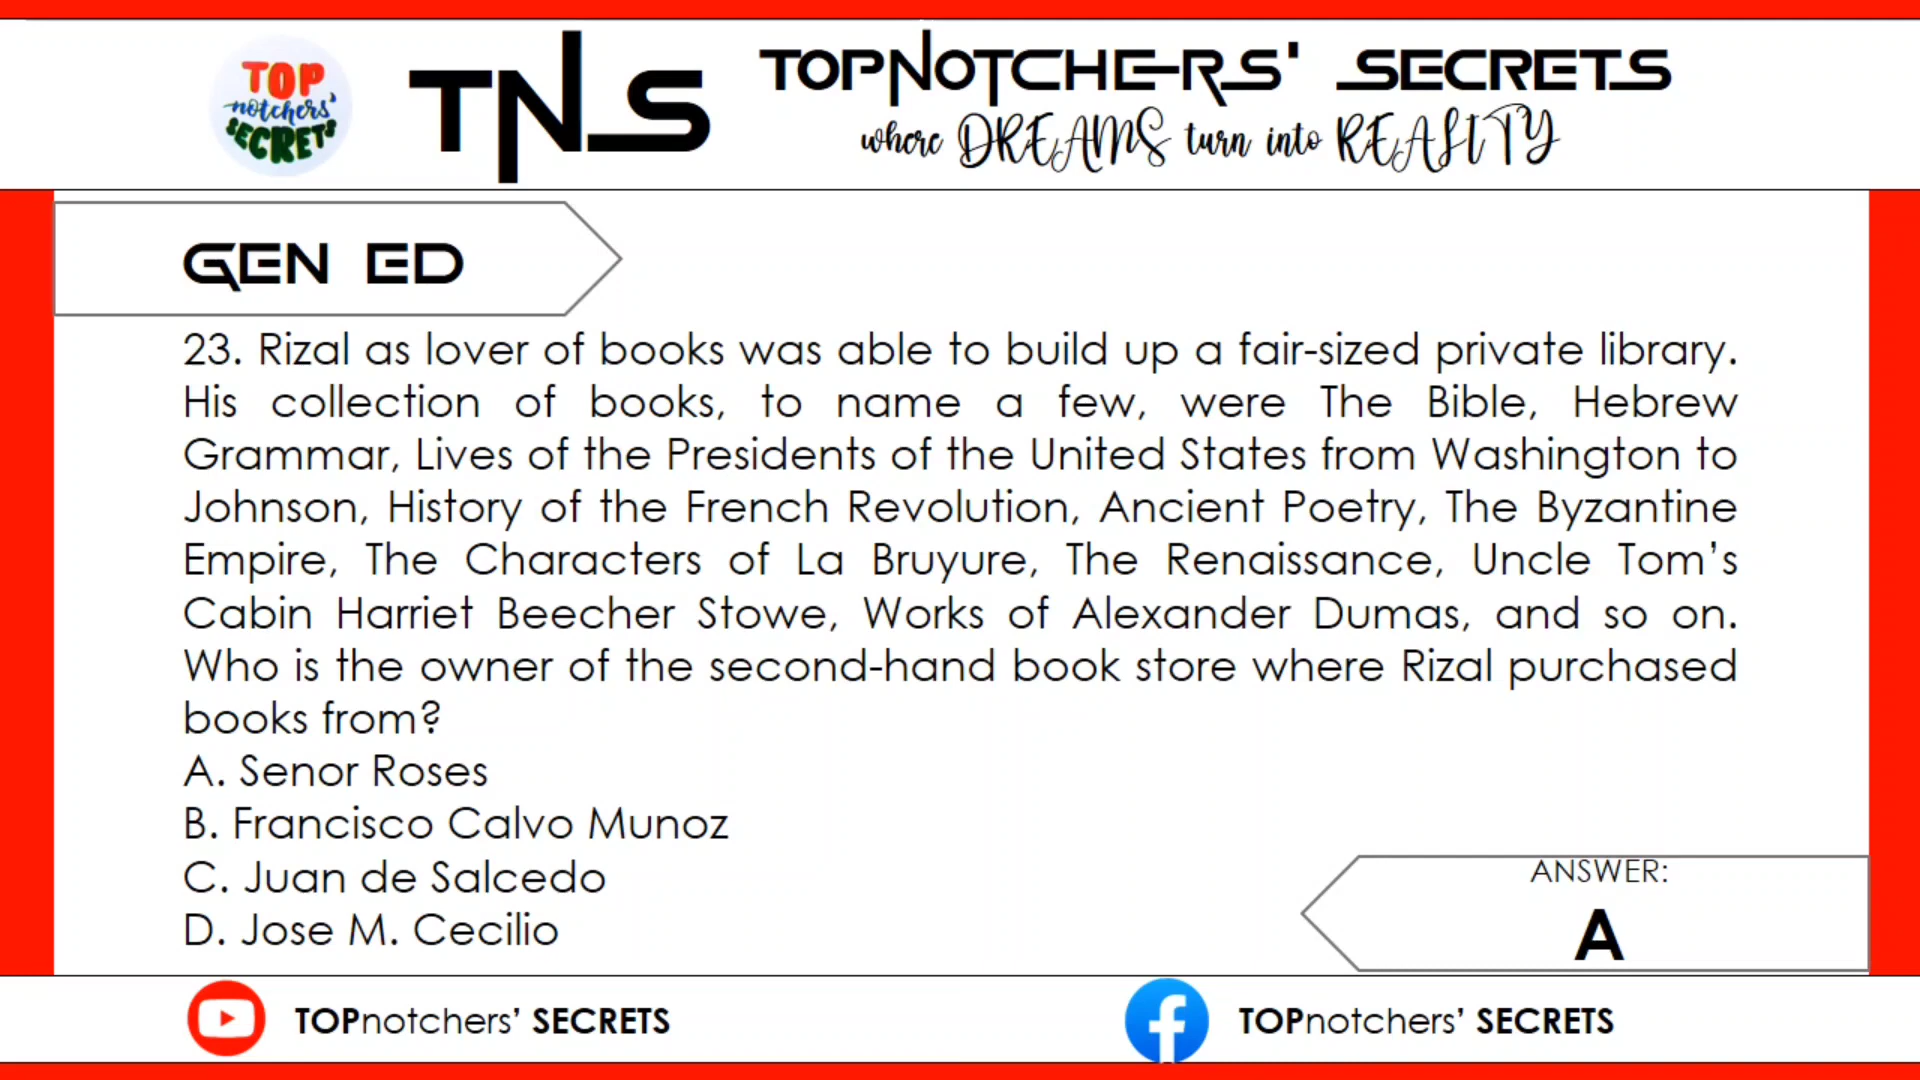 TOP
notchers'
SECRETS
TNS
TOPNOTCHERS' SECRETS
where DREAMS turn into REALITY
GEN ED
23. Rizal as lover of books was able to build up a fair-sized private library.
His collection of books, to name a few, were The Bible, Hebrew
Grammar, Lives of the Presidents of the United States from Washington to
Johnson, History of the French Revolution, Ancient Poetry, The Byzantine
Empire, The Characters of La Bruyure, The Renaissance, Uncle Tom’s
Cabin Harriet Beecher Stowe, Works of Alexander Dumas, and so on.
Who is the owner of the second-hand book store where Rizal purchased
books from?
A. Senor Roses
B. Francisco Calvo Munoz
C. Juan de Salcedo
D. Jose M. Cecilio
ANSWER:
A
TOPnotchers’ SECRETS
TOPnotchers’ SECRETS